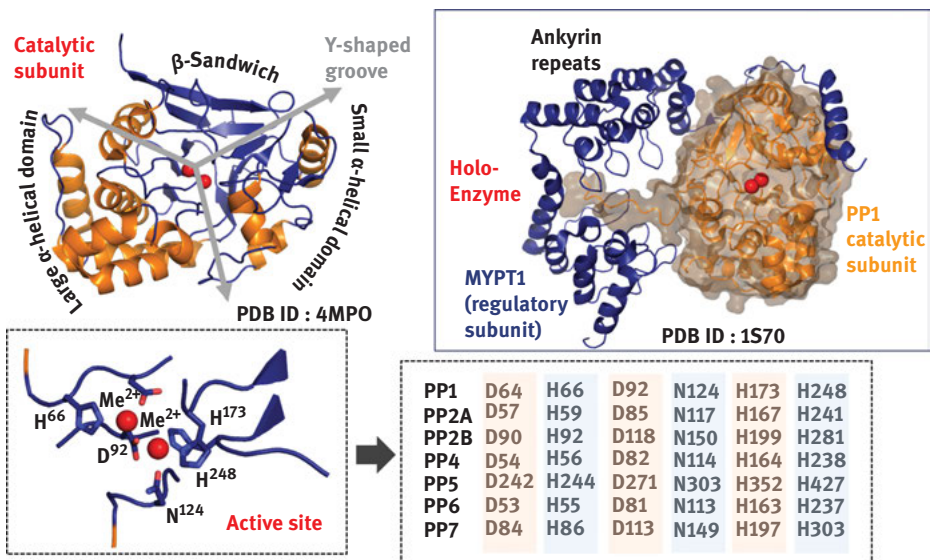 Catalytic
subunit
β-Sandwich
Y-shaped
groove
Large α-helical domain
Small α-helical domain
PDB ID : 4MPO
Ankyrin
repeats
Holo-
Enzyme
MYPT1
(regulatory
subunit)
PP1
catalytic
subunit
PDB ID : 1S70
H66
Me2+
Me2+
H173
D92
H248
N124
Active site
PP1 D64 H66 D92 N124 H173 H248
PP2A D57 H59 D85 N117 H167 H241
PP2B D90 H92 D118 N150 H199 H281
PP4 D54 H56 D82 N114 H164 H238
PP5 D242 H244 D271 N303 H352 H427
PP6 D53 H55 D81 N113 H163 H237
PP7 D84 H86 D113 N149 H197 H303